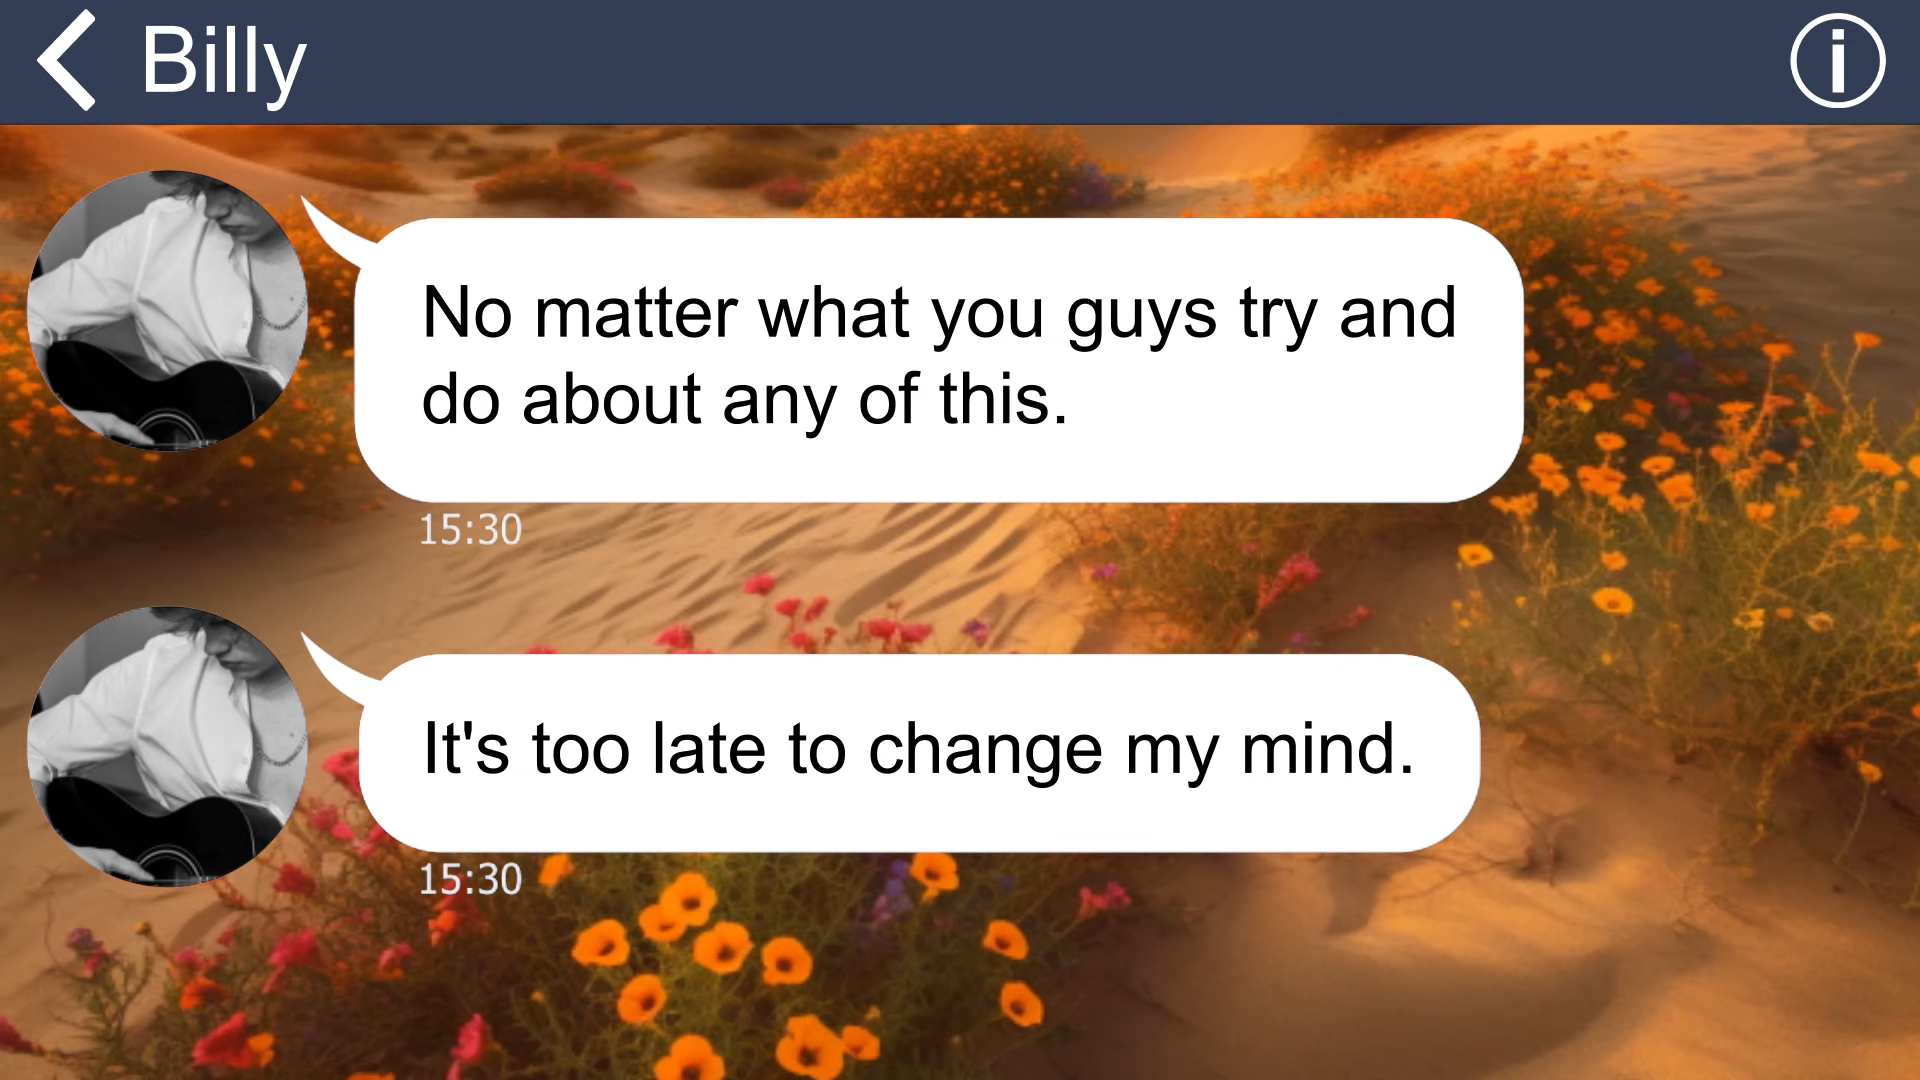 Billy
No matter what you guys try and
do about any of this.
15:30
It's too late to change my mind.
15:30